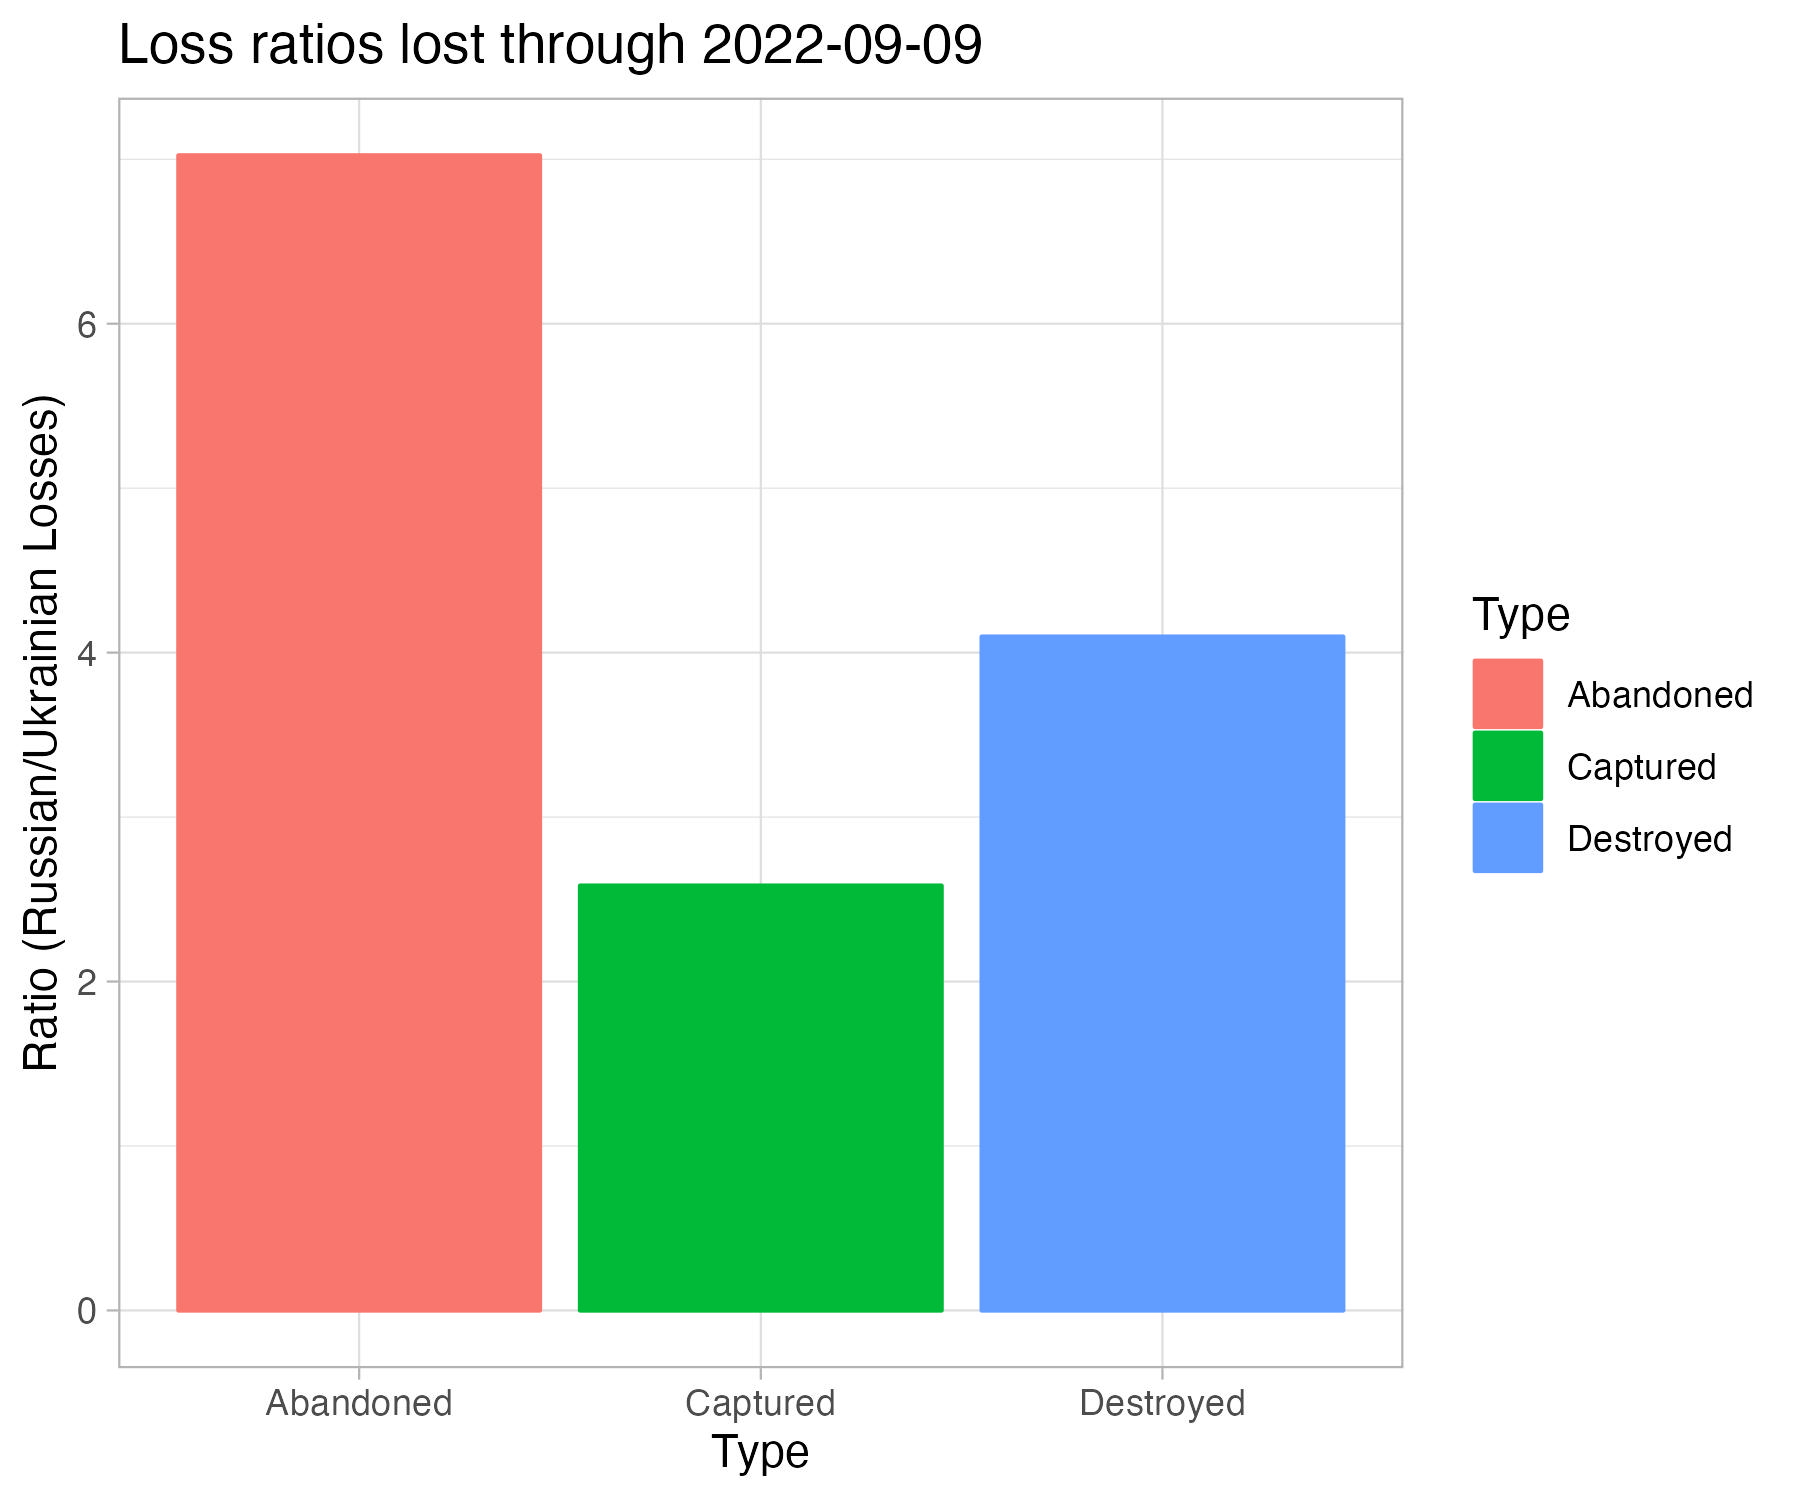 Loss ratios lost through 2022-09-09
Ratio (Russian/Ukrainian Losses)
6
4
2
0
Abandoned
Captured
Destroyed
Type
Type
Abandoned
Captured
Destroyed